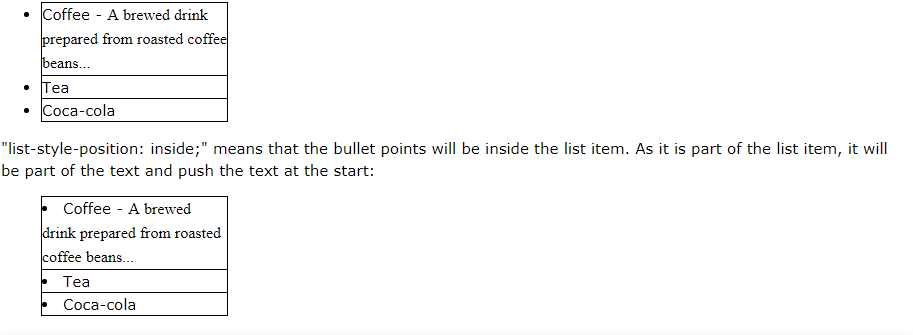 • Coffee - A brewed drink
prepared from roasted coffee
beans...
• Tea
• Coca-cola
"list-style-position: inside;" means that the bullet points will be inside the list item. As it is part of the list item, it will
be part of the text and push the text at the start:
• Coffee - A brewed
drink prepared from roasted
coffee beans...
• Tea
• Coca-cola